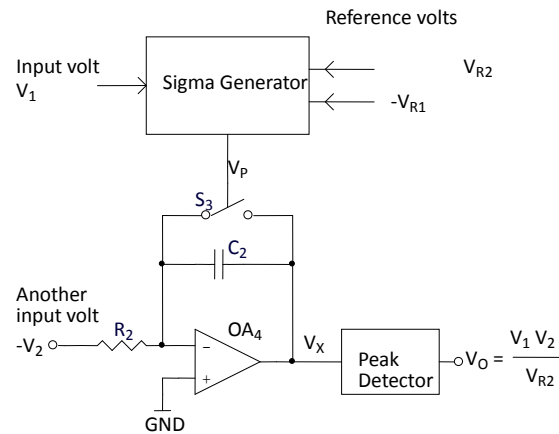 Reference volts
Input volt
V1
Sigma Generator
VR2
-VR1
VP
S3
C2
Another
input volt
-V2
R2
OA4
−
+
GND
VX
Peak
Detector
VO = V1 V2
VR2